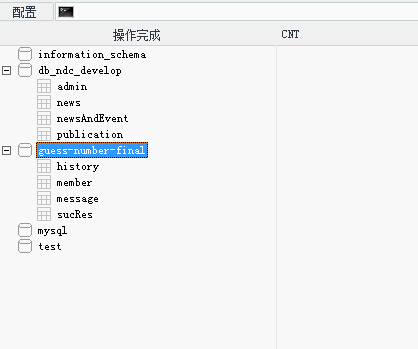 配置
操作完成 CNT
information_schema
db_ndc_develop
admin
news
newsAndEvent
publication
guess-number-final
history
member
message
sucRes
mysql
test